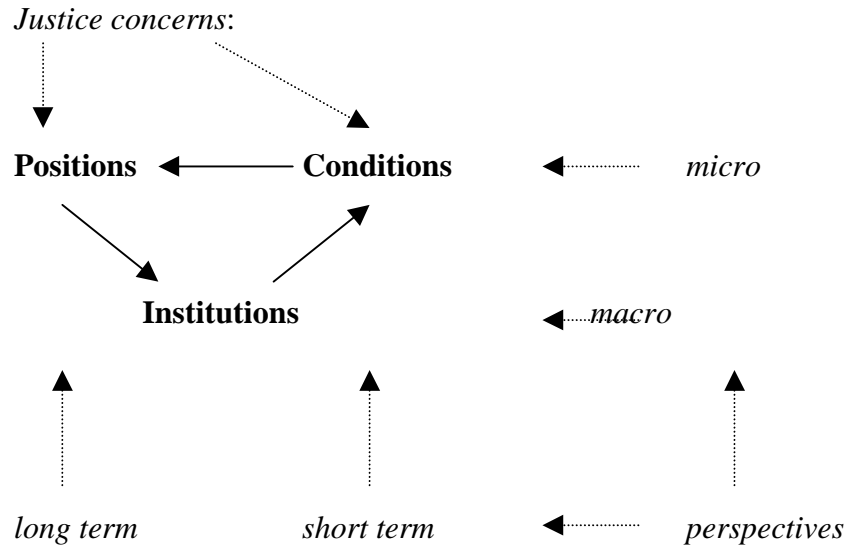 Justice concerns:
Positions Conditions micro
Institutions macro
long term short term perspectives